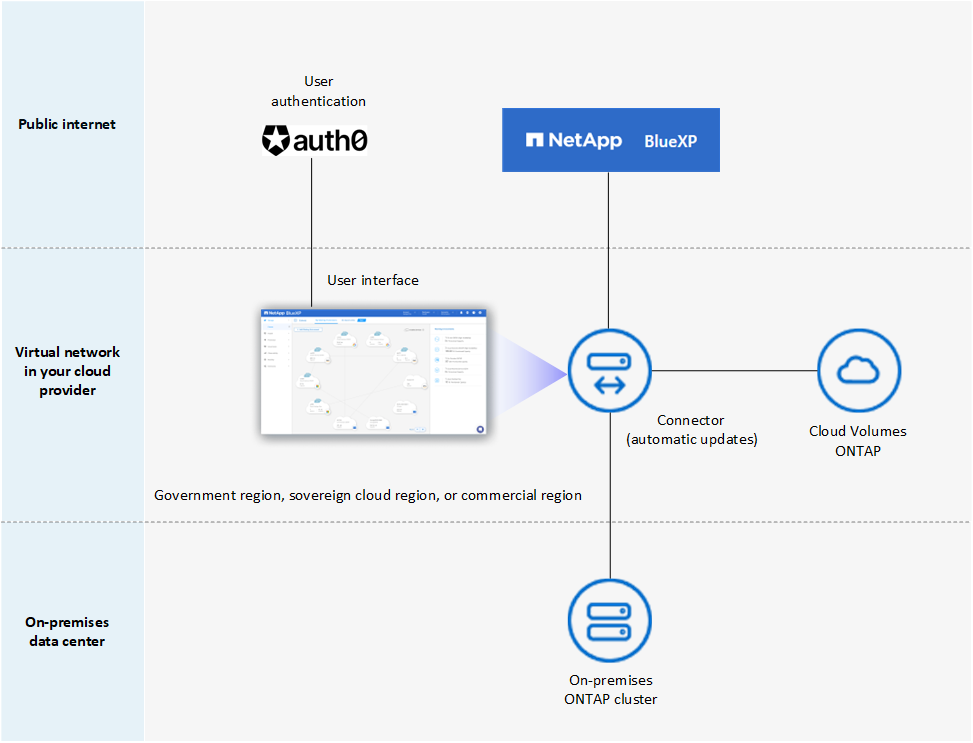 User
authentication
auth0
Public internet
NetApp BlueXP
User interface
NetApp BlueXP
Virtual network
in your cloud
provider
Connector
(automatic updates)
Cloud Volumes
ONTAP
Government region, sovereign cloud region, or commercial region
On-premises
data center
On-premises
ONTAP cluster